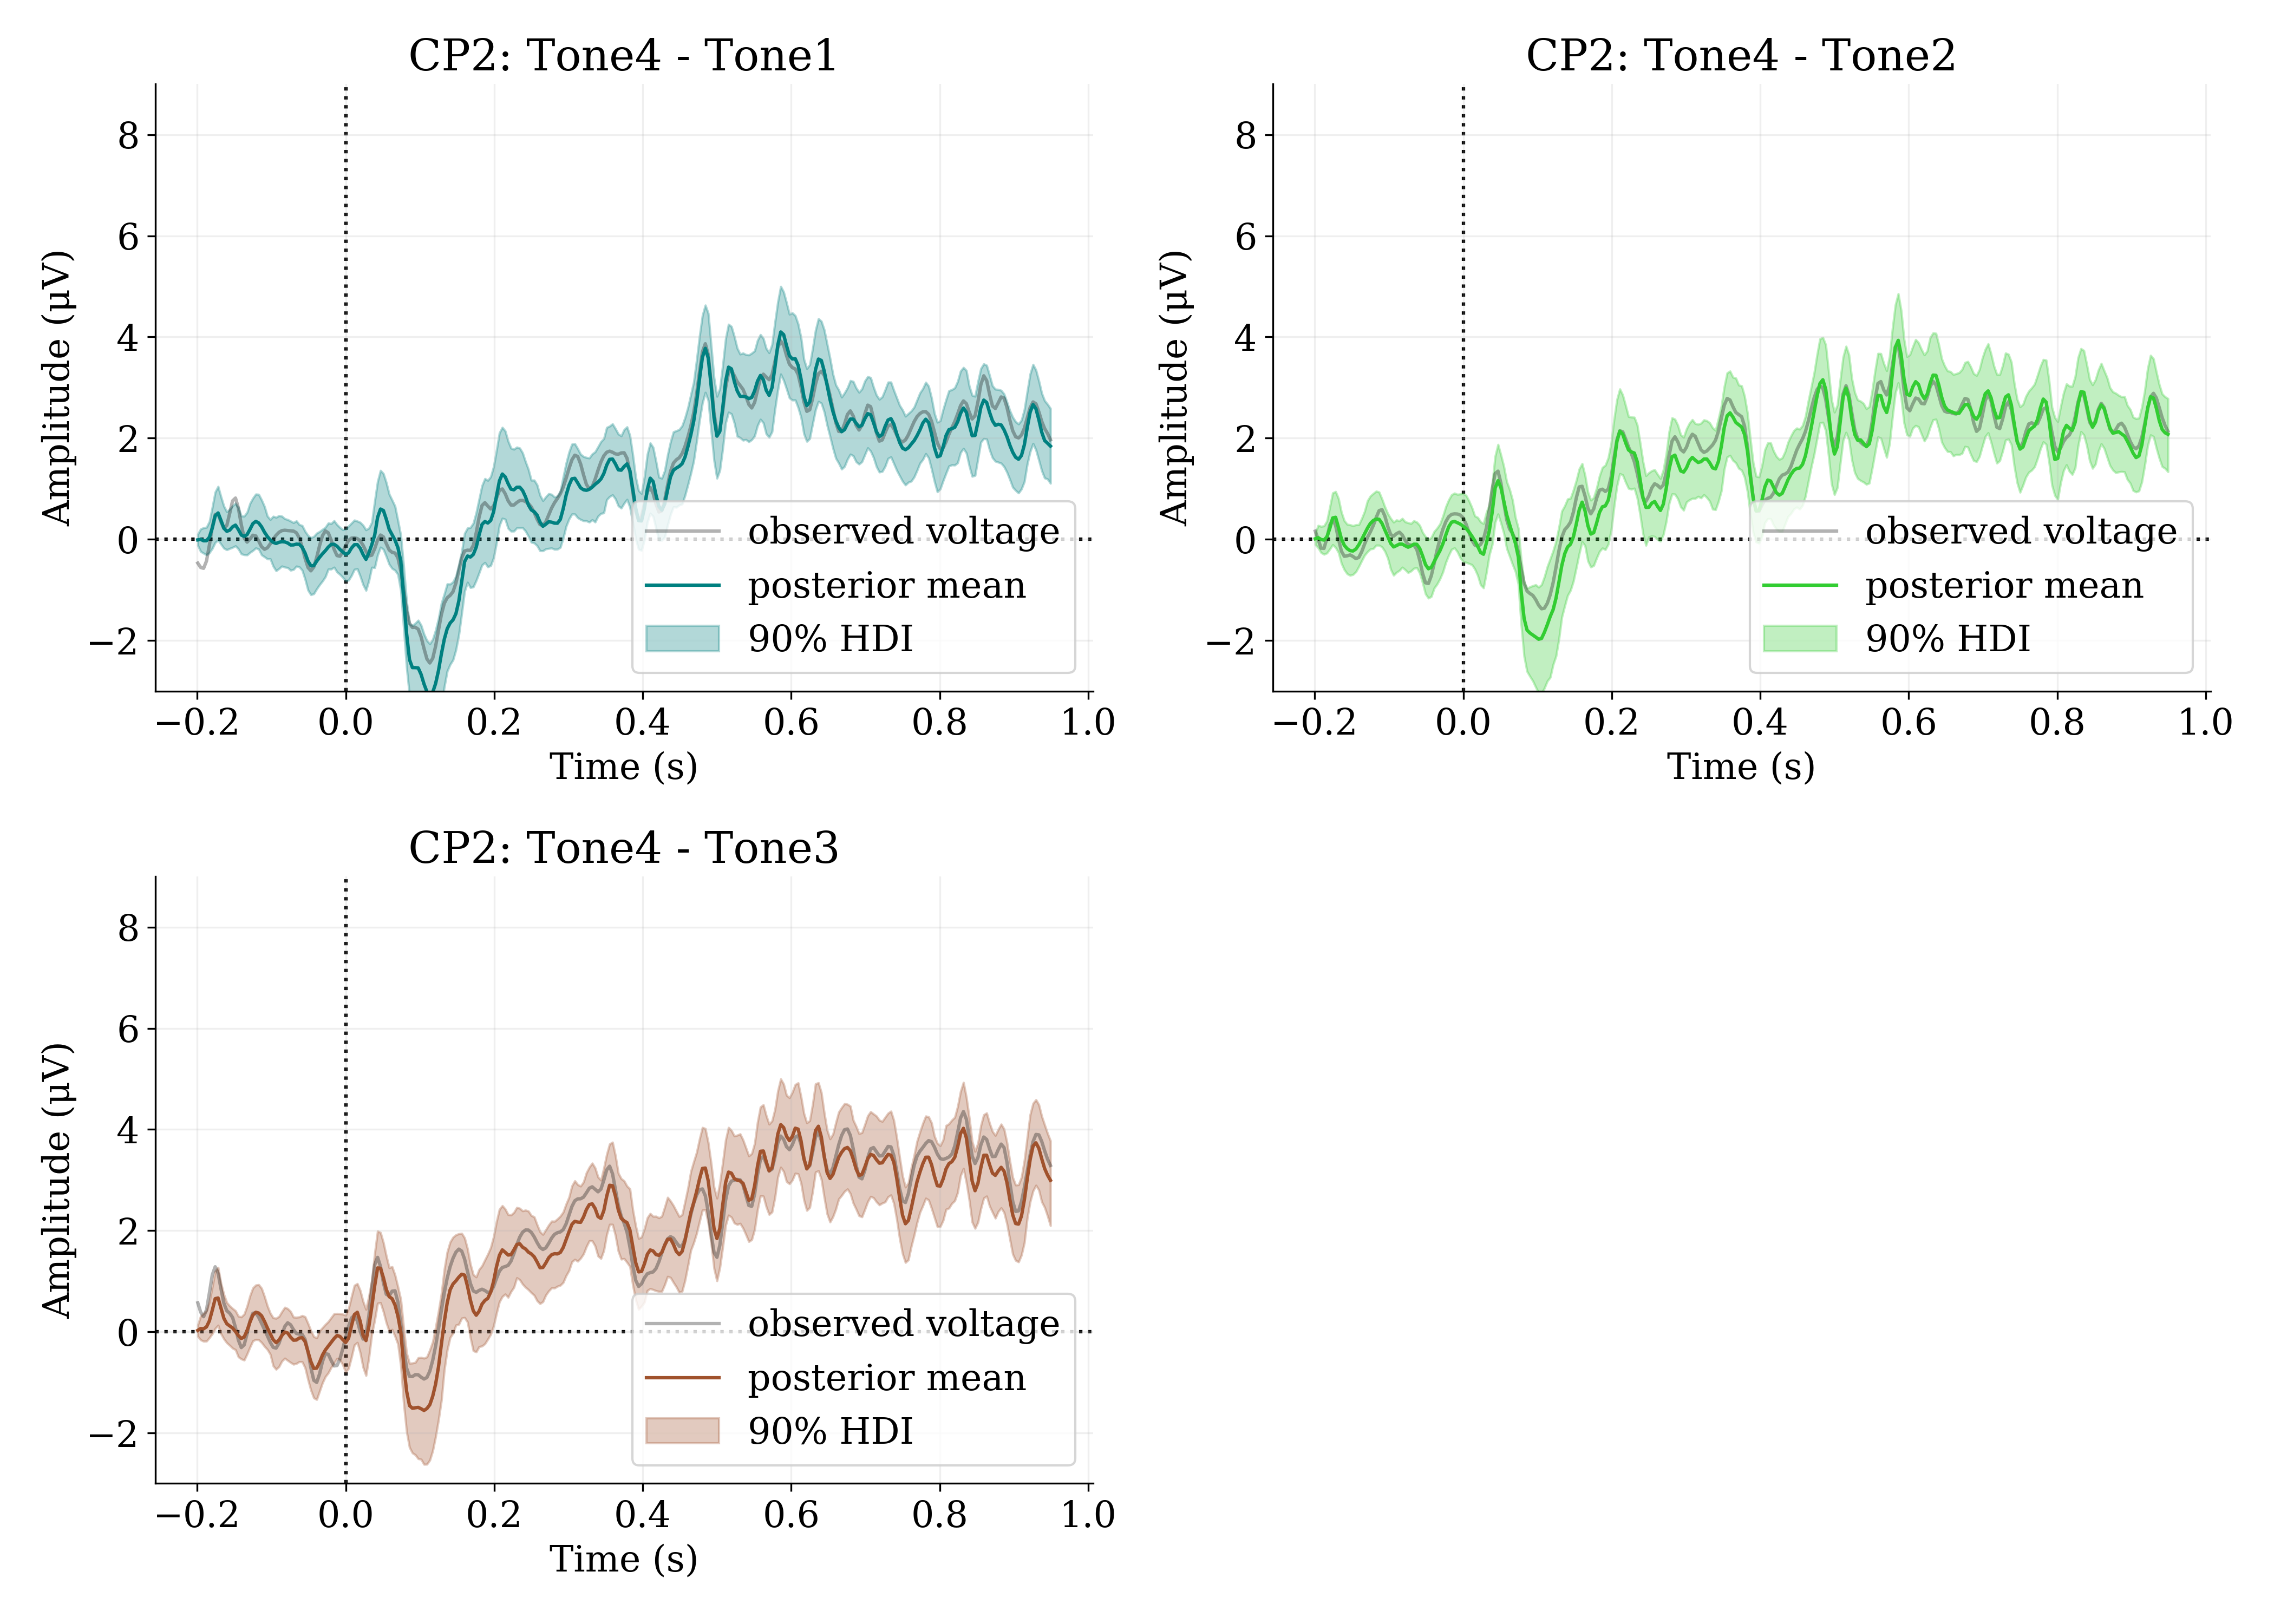 CP2: Tone4 - Tone1
Amplitude (µV)
8
6
4
2
0
−2
observed voltage
posterior mean
90% HDI
−0.2 0.0 0.2 0.4 0.6 0.8 1.0
Time (s)
CP2: Tone4 - Tone2
Amplitude (µV)
8
6
4
2
0
−2
observed voltage
posterior mean
90% HDI
−0.2 0.0 0.2 0.4 0.6 0.8 1.0
Time (s)
CP2: Tone4 - Tone3
Amplitude (µV)
8
6
4
2
0
−2
observed voltage
posterior mean
90% HDI
−0.2 0.0 0.2 0.4 0.6 0.8 1.0
Time (s)